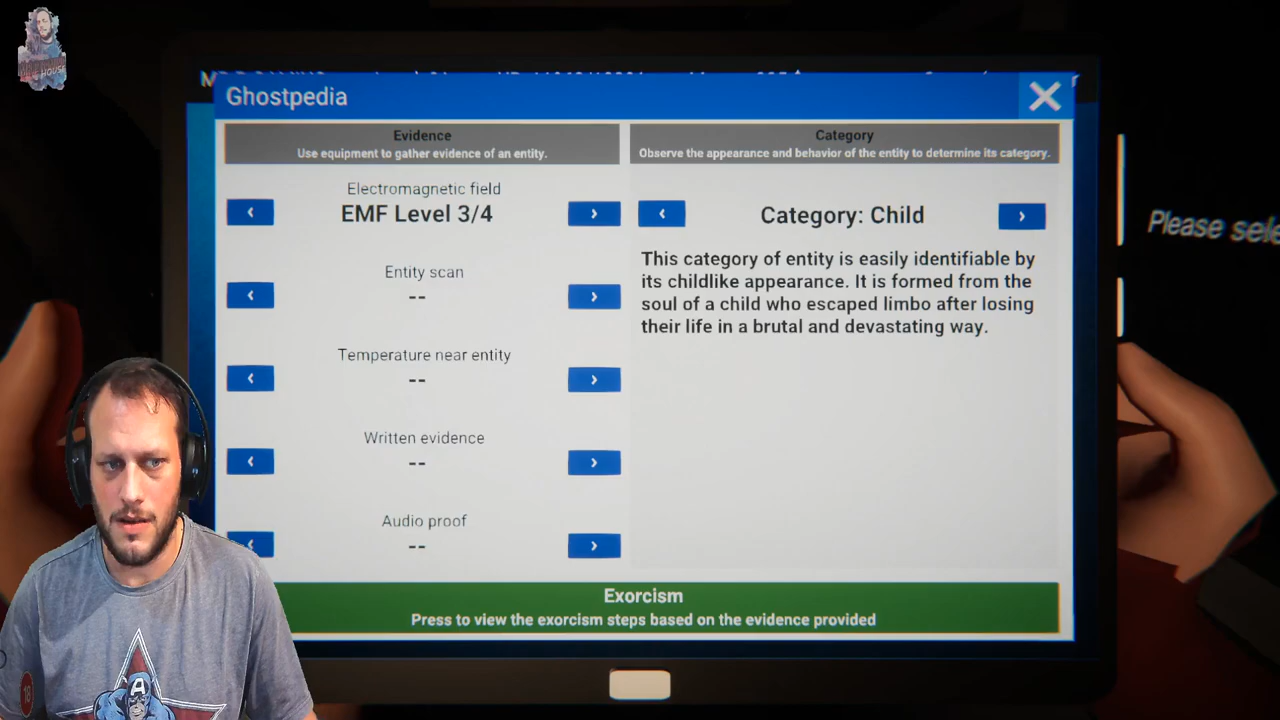 Ghostpedia
Evidence
Use equipment to gather evidence of an entity.
Category
Observe the appearance and behavior of the entity to determine its category.
Electromagnetic field
EMF Level 3/4
Entity scan
--
Temperature near entity
--
Written evidence
--
Audio proof
--
Category: Child
This category of entity is easily identifiable by
its childlike appearance. It is formed from the
soul of a child who escaped limbo after losing
their life in a brutal and devastating way.
Exorcism
Press to view the exorcism steps based on the evidence provided
Please
HOUSE
A
18